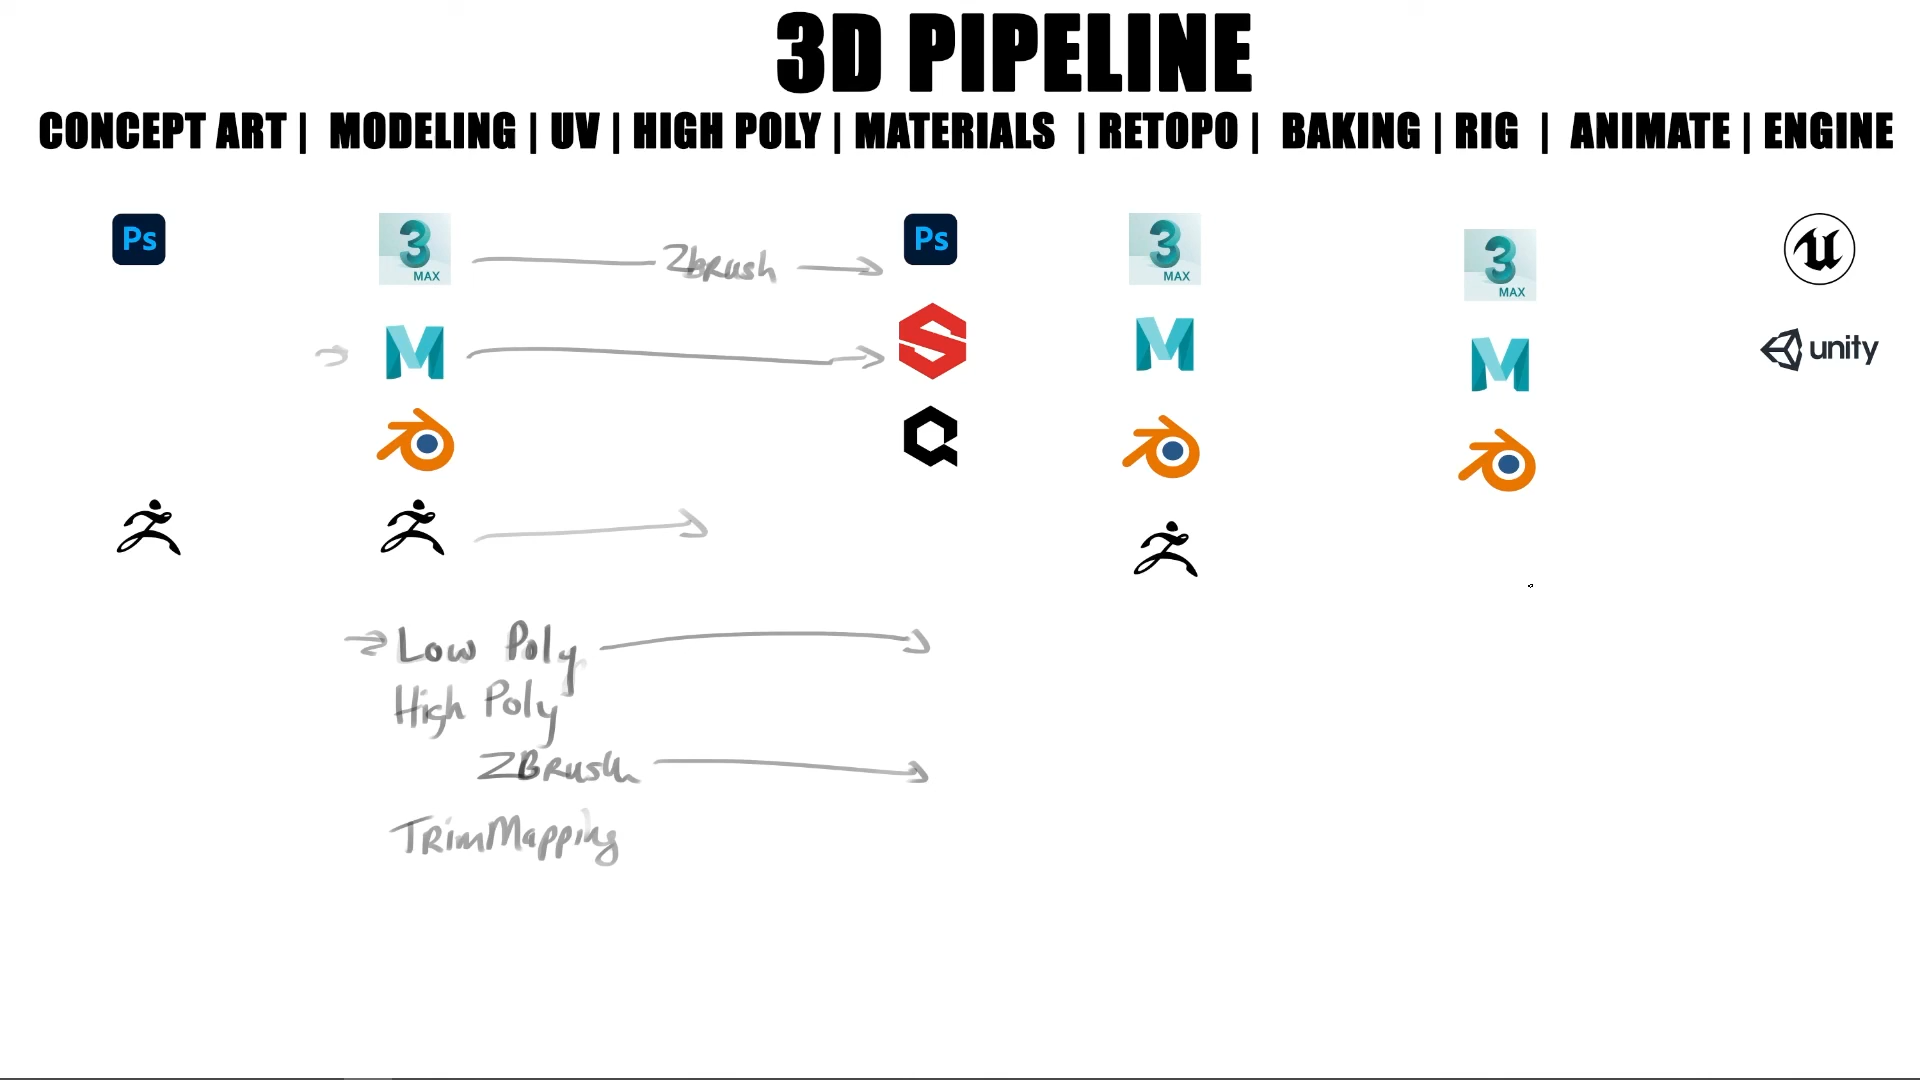 3D PIPELINE
CONCEPT ART | MODELING | UV | HIGH POLY | MATERIALS | RETOPO | BAKING | RIG | ANIMATE | ENGINE
Ps
3 MAX
Zbrush
Ps
3 MAX
3 MAX
unity
Low Poly
High Poly
ZBrush
TrimMapping